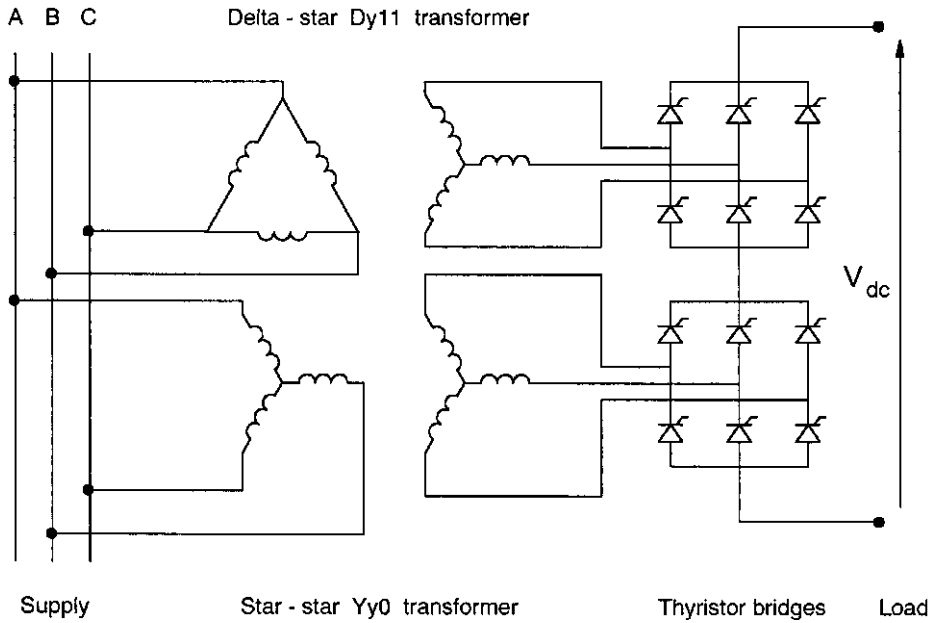 A B C Delta - star Dy11 transformer
V dc
Supply Star - star Yy0 transformer Thyristor bridges Load